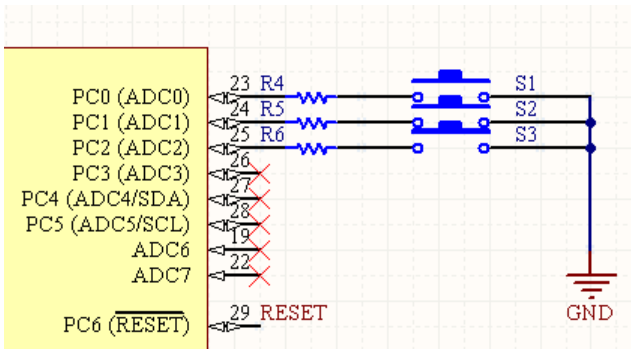 PC0 (ADC0) 23 R4 S1
PC1 (ADC1) 24 R5 S2
PC2 (ADC2) 25 R6 S3
PC3 (ADC3) 26
PC4 (ADC4/SDA) 27
PC5 (ADC5/SCL) 28
ADC6 19
ADC7 22
GND
PC6 (RESET) 29 RESET